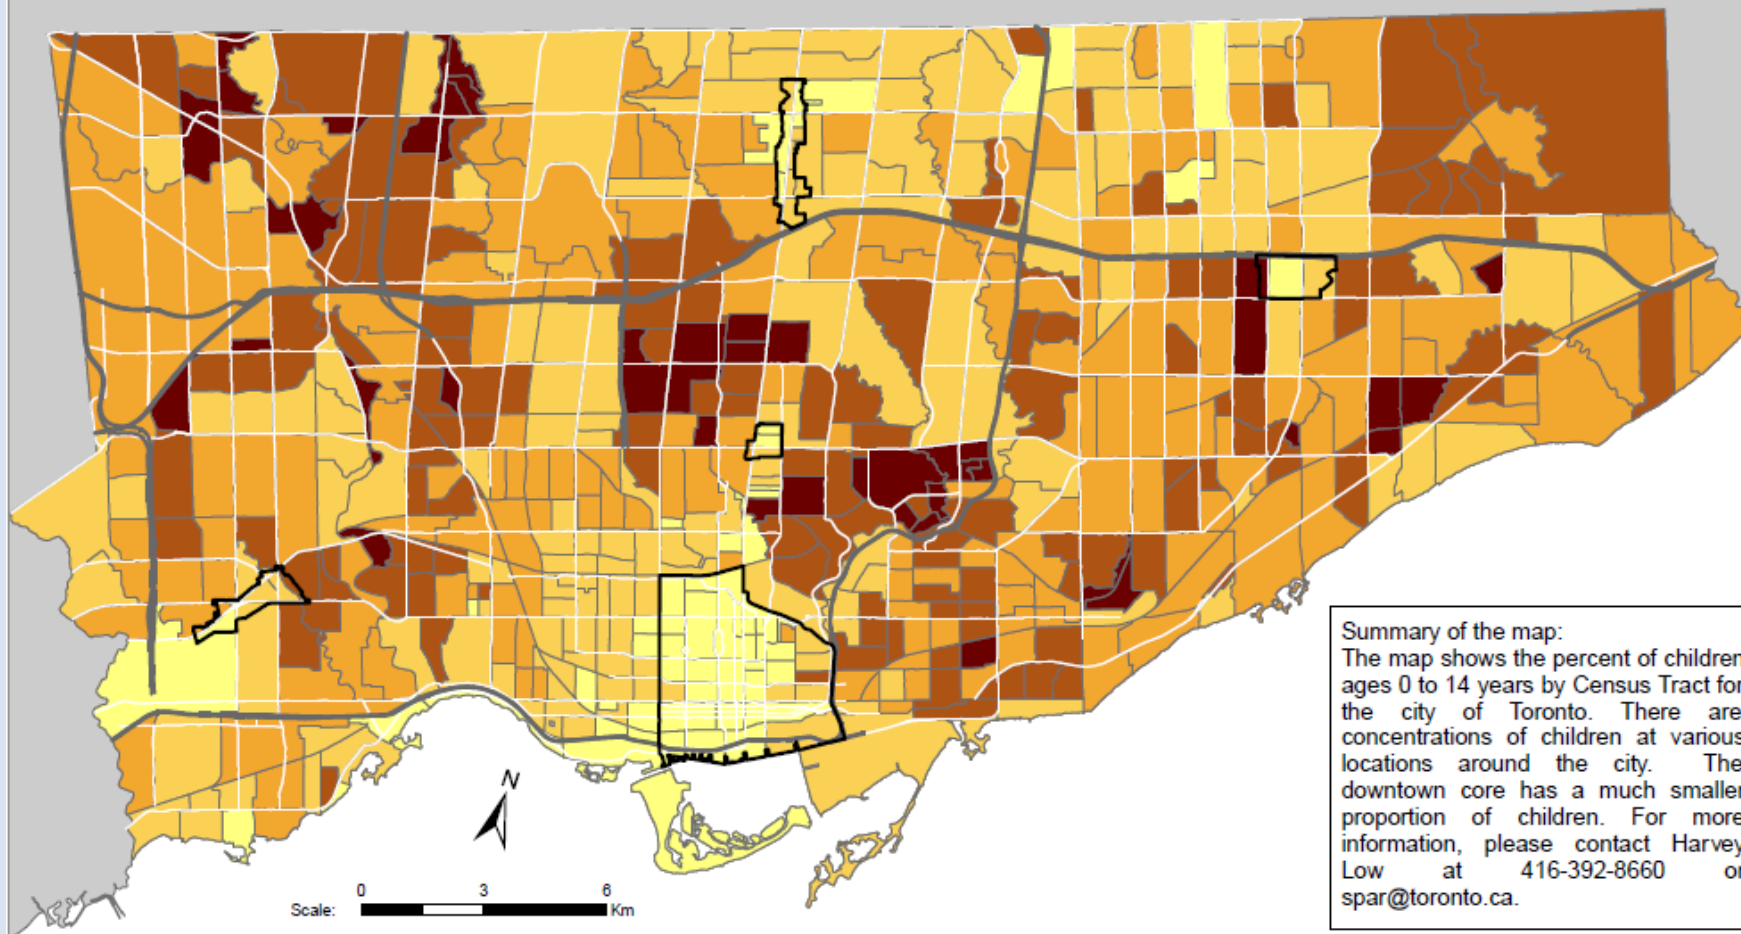 Summary of the map:
The map shows the percent of children
ages 0 to 14 years by Census Tract for
the city of Toronto. There are
concentrations of children at various
locations around the city. The
downtown core has a much smaller
proportion of children. For more
information, please contact Harvey
Low at 416-392-8660 or
spar@toronto.ca.
N
0 3 6
Scale: Km